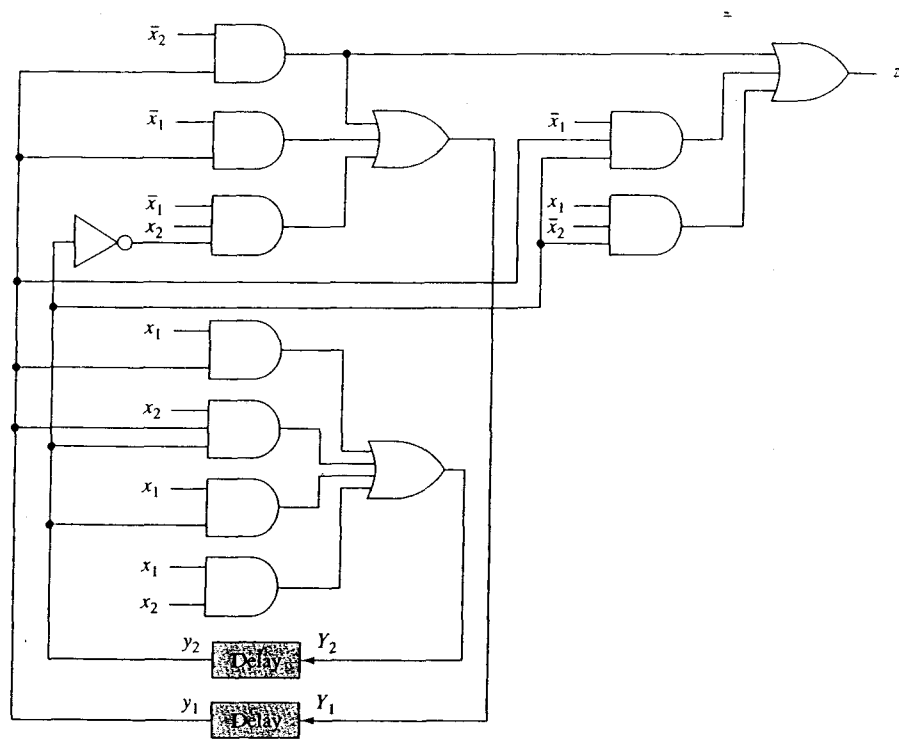 x̄₂
z
x̄₁
x̄₁
x̄₁
x₂
x₁
x̄₂
x₁
x₂
x₁
x₁
x₂
y₂
Delay
Y₂
y₁
Delay
Y₁